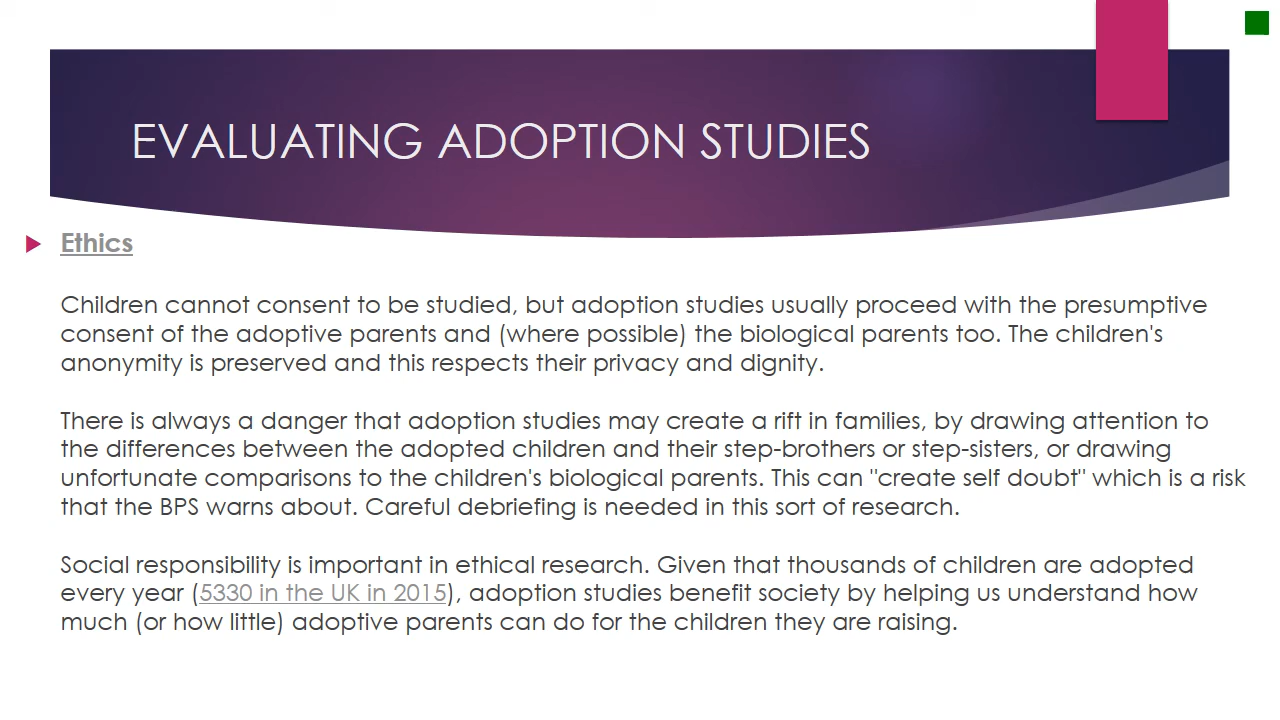 EVALUATING ADOPTION STUDIES
Ethics
Children cannot consent to be studied, but adoption studies usually proceed with the presumptive
consent of the adoptive parents and (where possible) the biological parents too. The children's
anonymity is preserved and this respects their privacy and dignity.
There is always a danger that adoption studies may create a rift in families, by drawing attention to
the differences between the adopted children and their step-brothers or step-sisters, or drawing
unfortunate comparisons to the children's biological parents. This can "create self doubt" which is a risk
that the BPS warns about. Careful debriefing is needed in this sort of research.
Social responsibility is important in ethical research. Given that thousands of children are adopted
every year (5330 in the UK in 2015), adoption studies benefit society by helping us understand how
much (or how little) adoptive parents can do for the children they are raising.